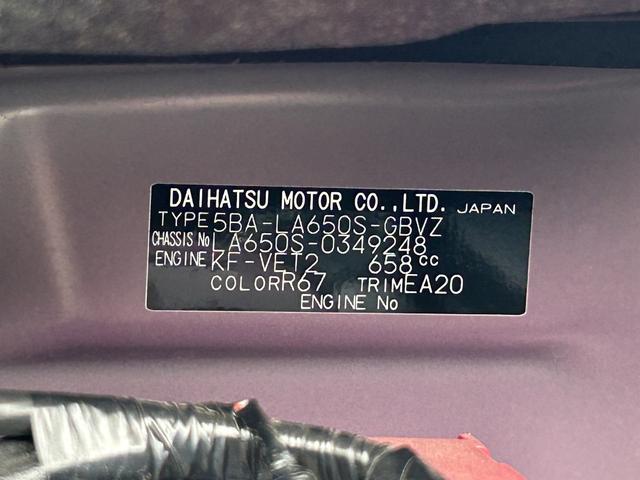 DAIHATSU MOTOR CO.,LTD. JAPAN
TYPE 5BA-LA650S-GBVZ
CHASSIS No LA650S-0349248
ENGINE KF-VET2 658cc
COLOR R67 TRIM EA20
ENGINE No